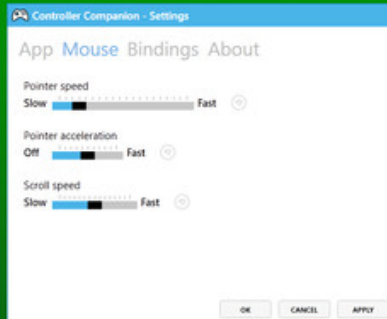 Controller Companion - Settings
App Mouse Bindings About
Pointer speed
Slow Fast
Pointer acceleration
Off Fast
Scroll speed
Slow Fast
OK CANCEL APPLY